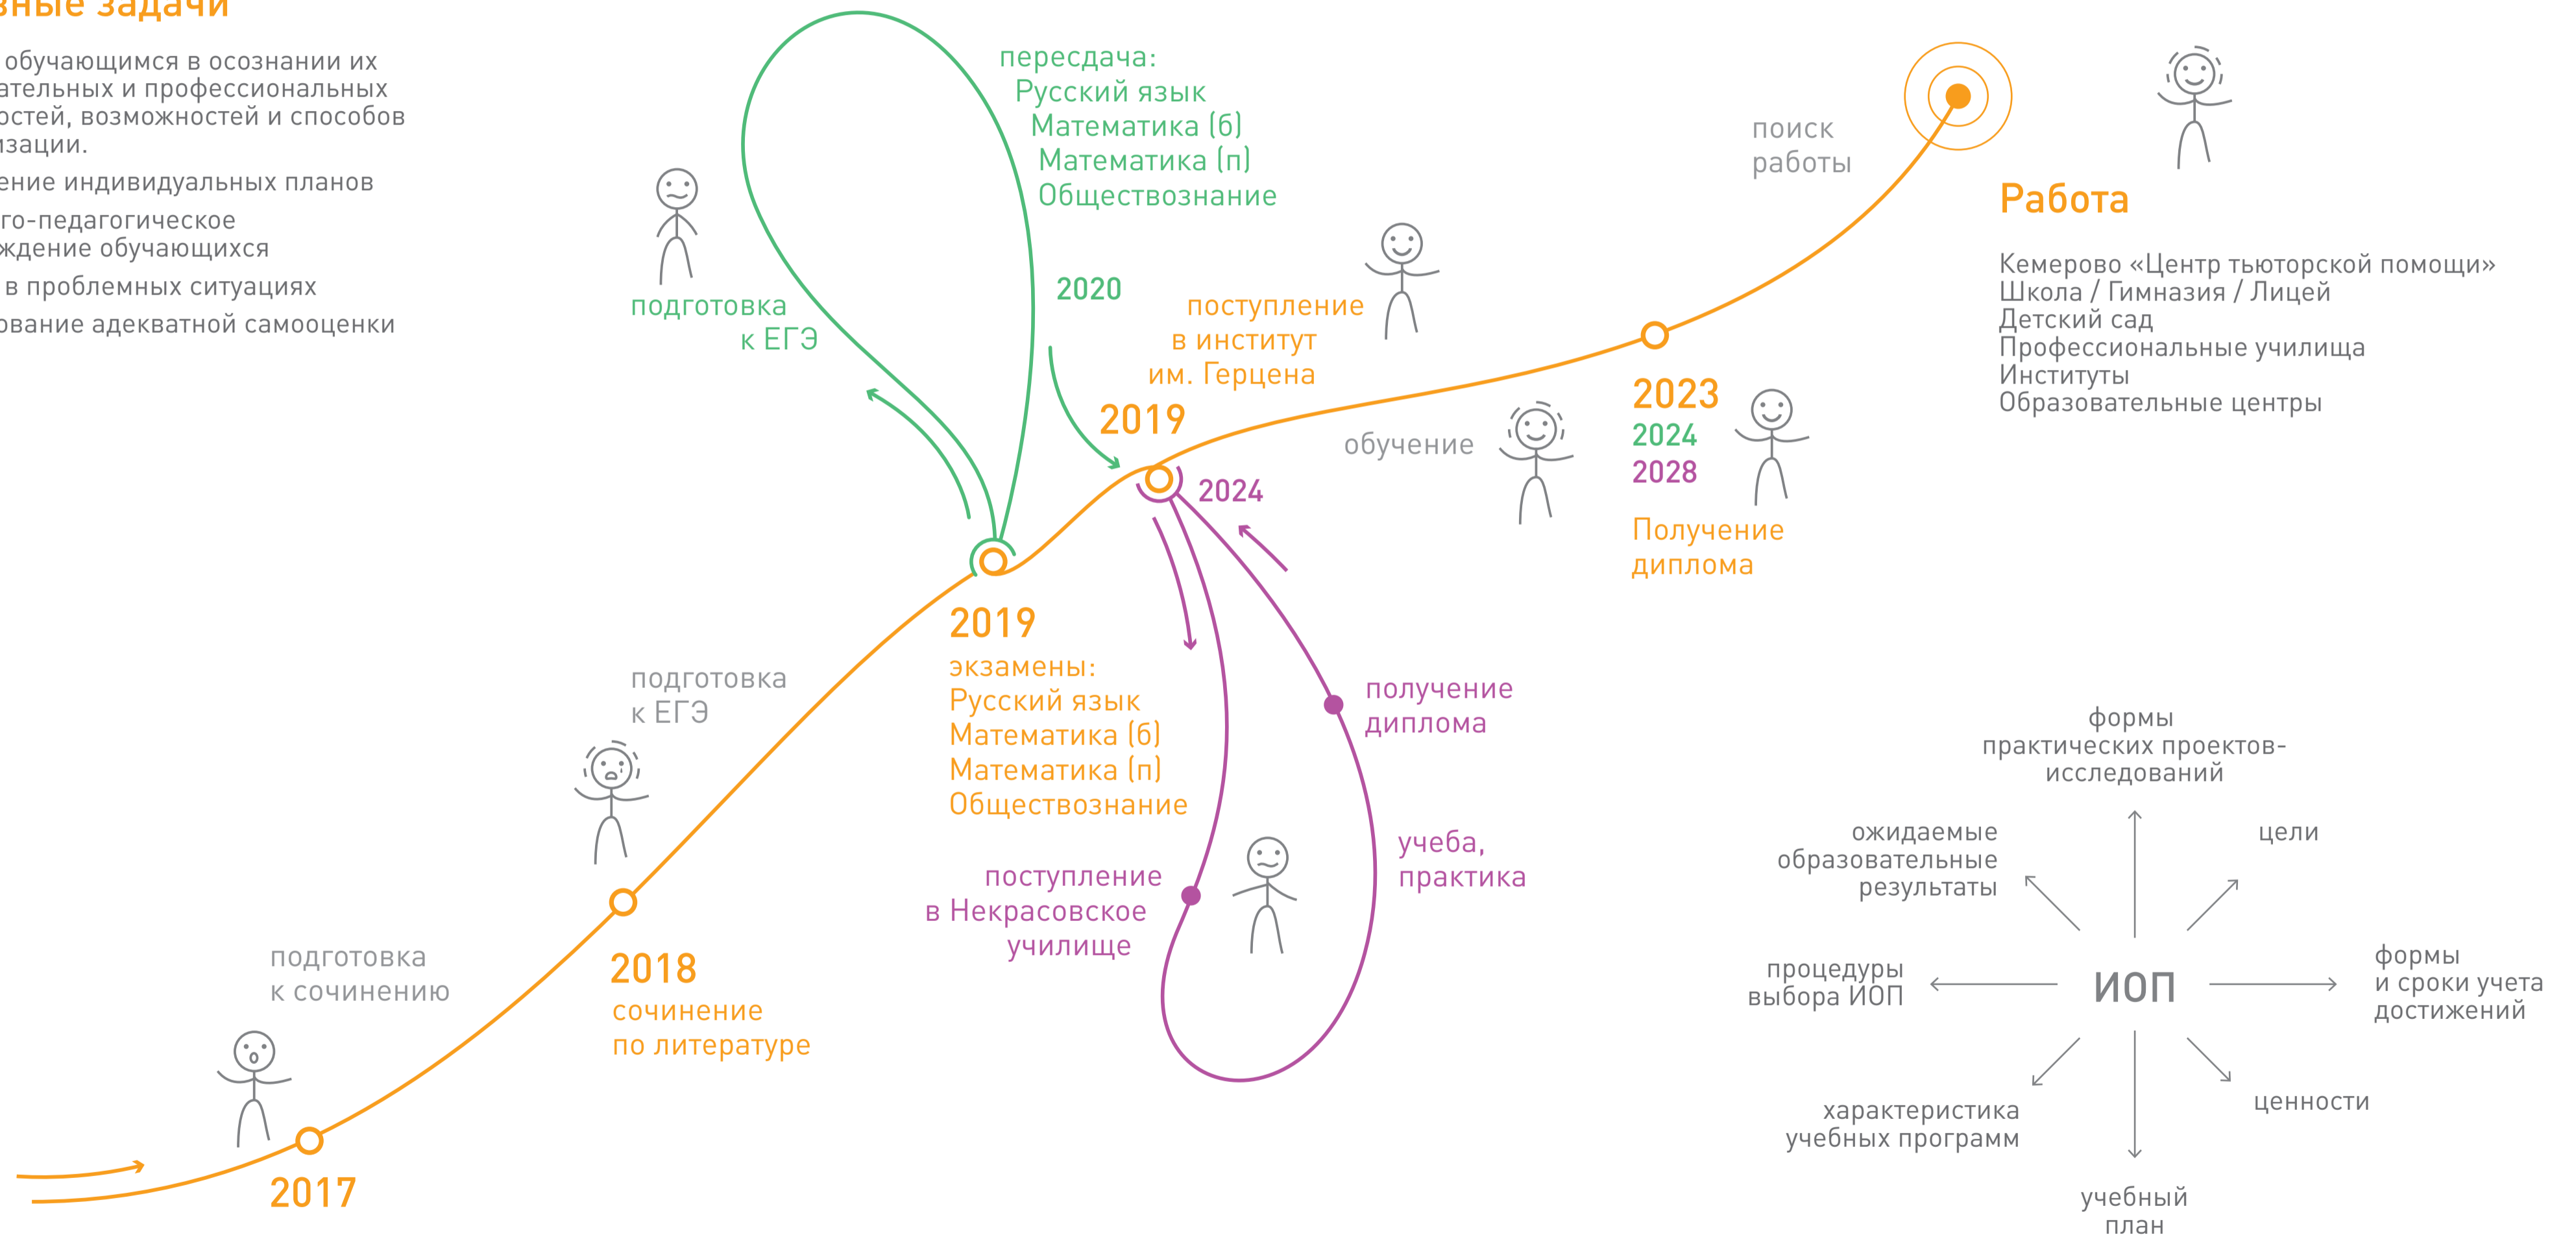 вные задачи
обучающимся в осознании их
ательных и профессиональных
остей, возможностей и способов
изации.
ение индивидуальных планов
го-педагогическое
ждение обучающихся
в проблемных ситуациях
ование адекватной самооценки
пересдача:
Русский язык
Математика (б)
Математика (п)
Обществознание
2020
подготовка
к ЕГЭ
поступление
в институт
им. Герцена
2019
поиск
работы
Работа
Кемерово «Центр тьюторской помощи»
Школа / Гимназия / Лицей
Детский сад
Профессиональные училища
Институты
Образовательные центры
обучение
2023
2024
2028
Получение
диплома
2024
2019
экзамены:
Русский язык
Математика (б)
Математика (п)
Обществознание
подготовка
к ЕГЭ
получение
диплома
учеба,
практика
поступление
в Некрасовское
училище
подготовка
к сочинению
2018
сочинение
по литературе
2017
формы
практических проектов-
исследований
ожидаемые
образовательные
результаты
цели
процедуры
выбора ИОП
ИОП
формы
и сроки учета
достижений
характеристика
учебных программ
ценности
учебный
план